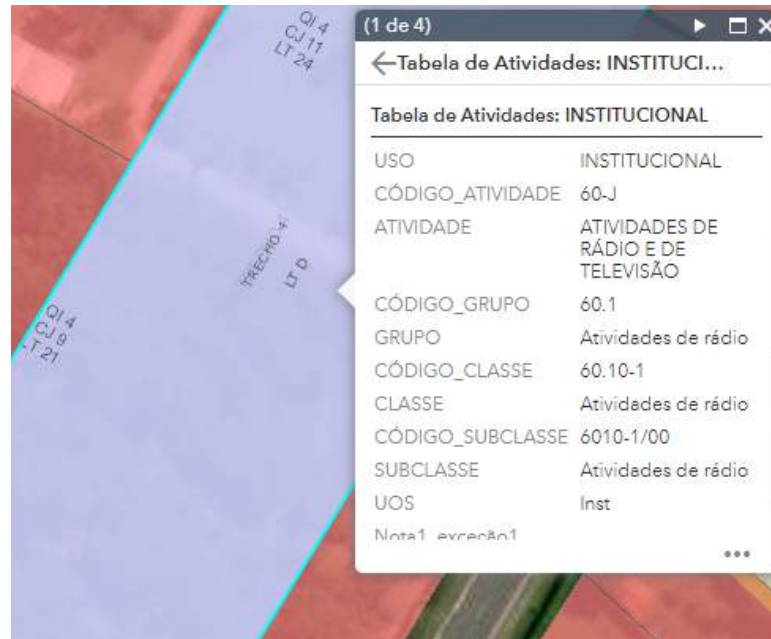 QI 4
CJ 11
LT 24
TRECHO 4
LT D
QI 4
CJ 9
LT 21
(1 de 4)
Tabela de Atividades: INSTITUCI...
Tabela de Atividades: INSTITUCIONAL
USO INSTITUCIONAL
CÓDIGO_ATIVIDADE 60-J
ATIVIDADE ATIVIDADES DE
RÁDIO E DE
TELEVISÃO
CÓDIGO_GRUPO 60.1
GRUPO Atividades de rádio
CÓDIGO_CLASSE 60.10-1
CLASSE Atividades de rádio
CÓDIGO_SUBCLASSE 6010-1/00
SUBCLASSE Atividades de rádio
UOS Inst
Nota1_exceção1